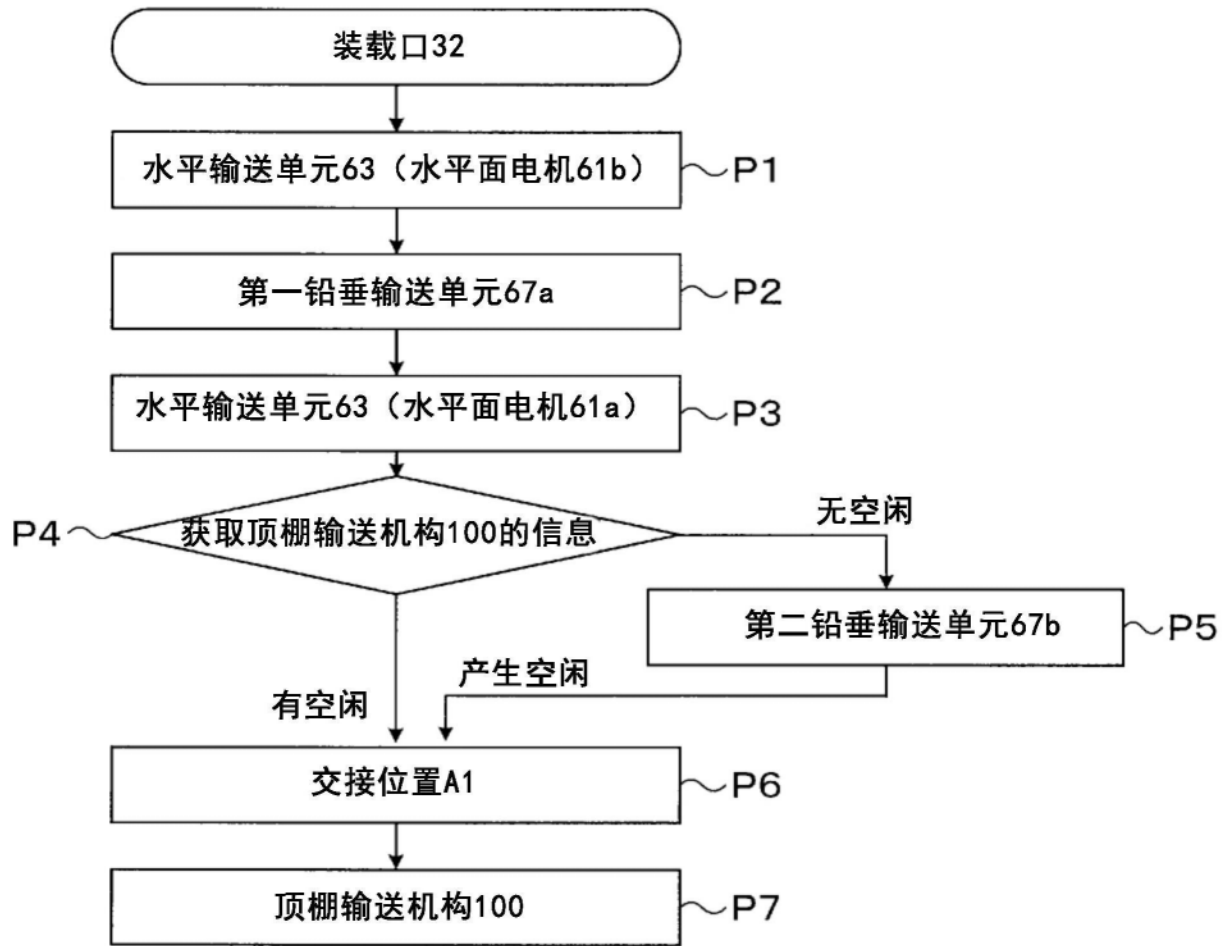 装载口32
水平输送单元63（水平面电机61b）
P1
第一铅垂输送单元67a
P2
水平输送单元63（水平面电机61a）
P3
P4
获取顶棚输送机构100的信息
无空闲
第二铅垂输送单元67b
P5
产生空闲
有空闲
交接位置A1
P6
顶棚输送机构100
P7